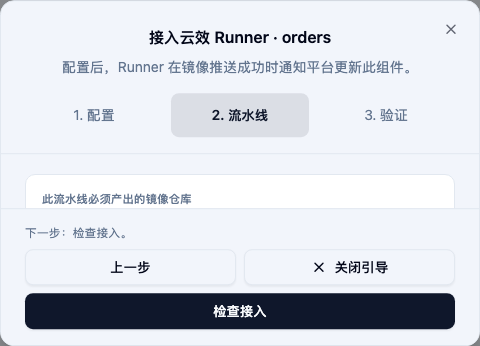 接入云效 Runner · orders
配置后，Runner 在镜像推送成功时通知平台更新此组件。
1. 配置
2. 流水线
3. 验证
此流水线必须产出的镜像仓库
下一步：检查接入。
上一步
关闭引导
检查接入